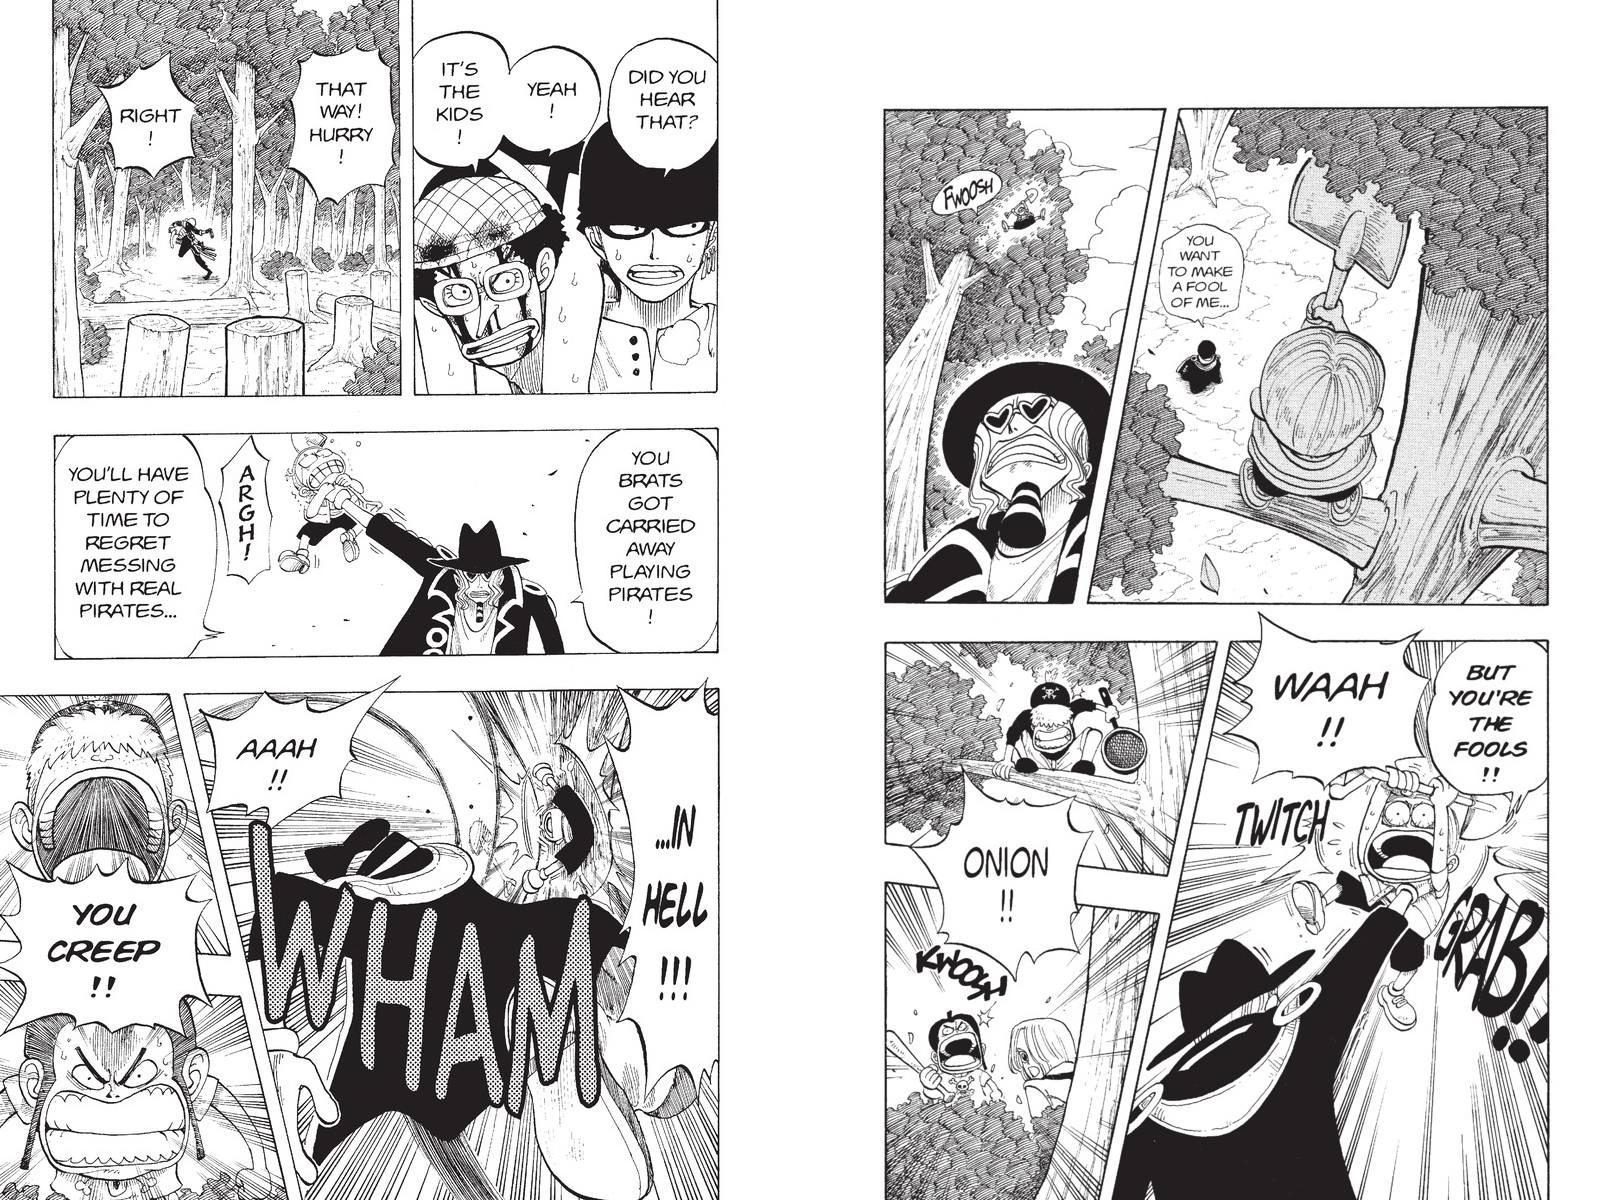 YOU
WANT
TO MAKE
A FOOL
OF ME...
FWOOSH
BUT
YOU'RE
THE
FOOLS
!!
WAAH
!!
TWITCH
GRAB!
ONION
!!
KWOOSH
DID YOU
HEAR
THAT?
YEAH
!
IT'S
THE
KIDS
!
THAT
WAY!
HURRY
!
RIGHT
!
YOU
BRATS
GOT
CARRIED
AWAY
PLAYING
PIRATES
!
ARGH!
YOU'LL HAVE
PLENTY OF
TIME TO
REGRET
MESSING
WITH REAL
PIRATES...
...IN
HELL
!!!
AAAH
!!
WHAM
YOU
CREEP
!!